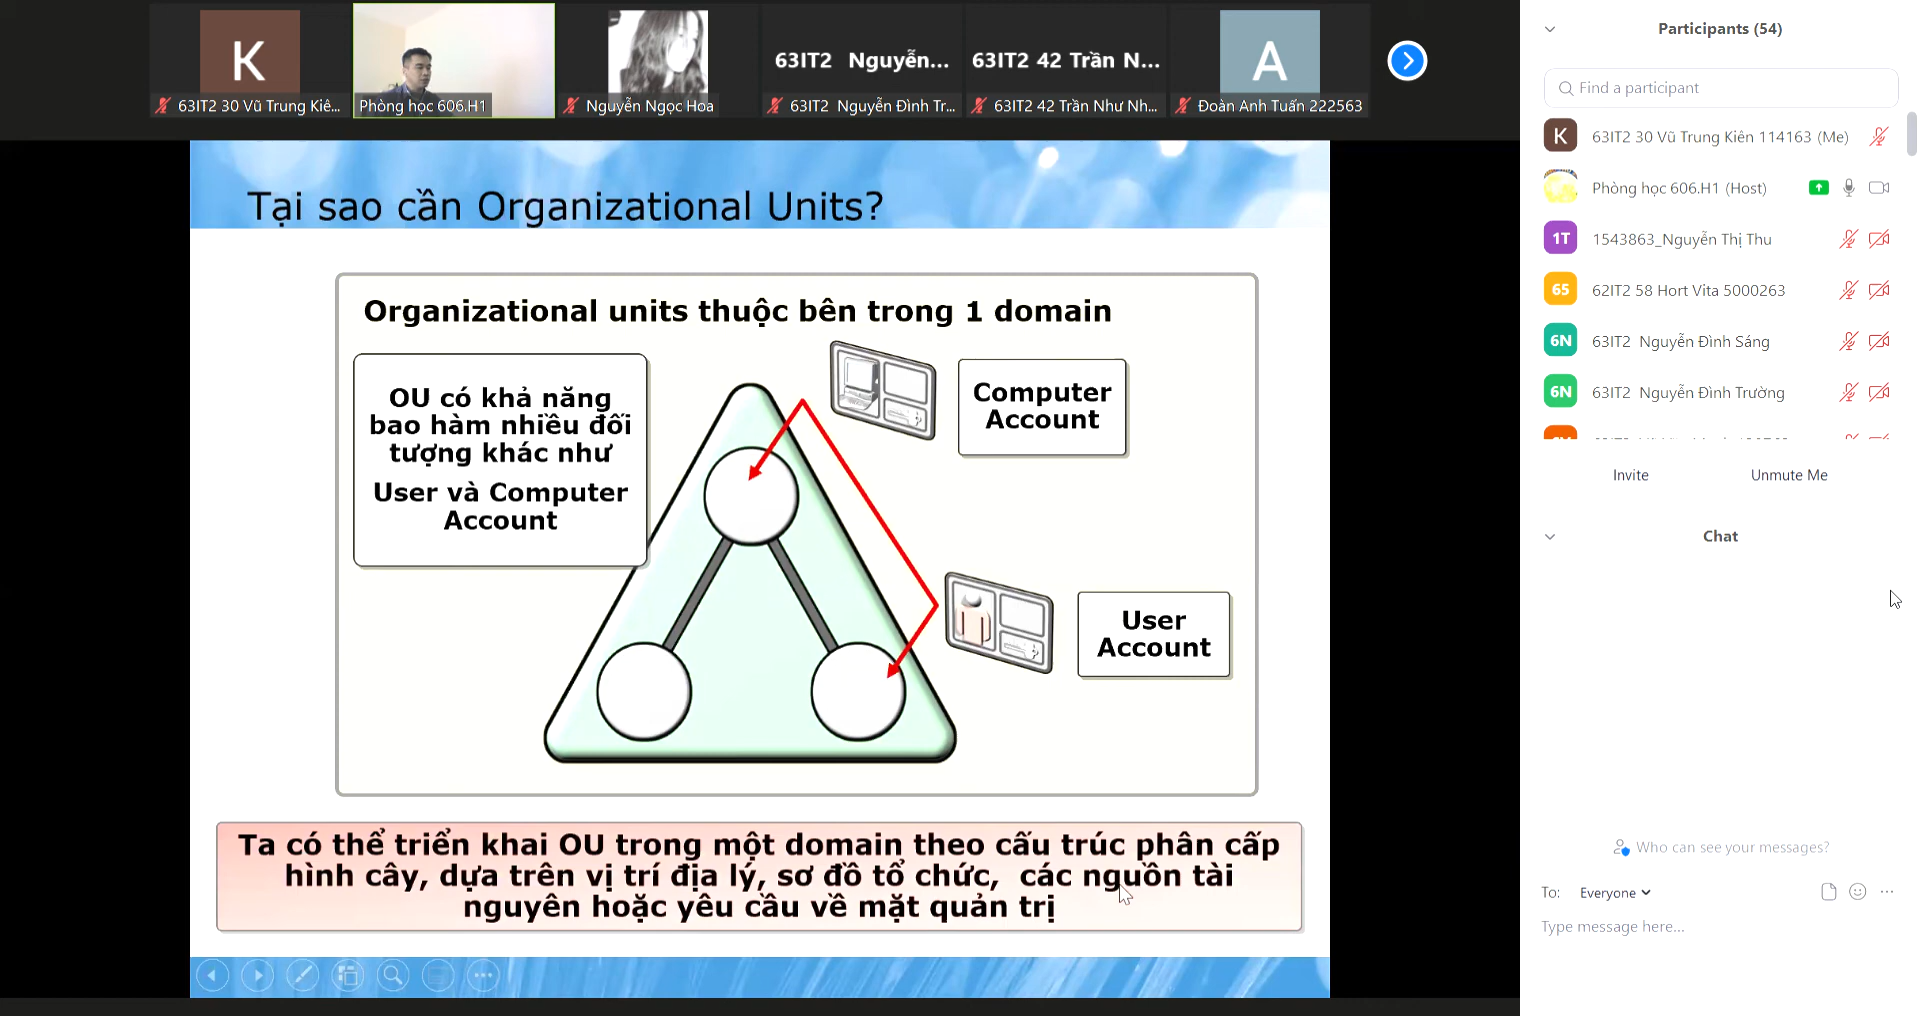 K
63IT2 30 Vũ Trung Kiê...
Phòng học 606.H1
Nguyễn Ngọc Hoa
63IT2 Nguyễn...
63IT2 Nguyễn Đình Tr...
63IT2 42 Trần N...
63IT2 42 Trần Như Nh...
A
Đoàn Anh Tuấn 222563
Tại sao cần Organizational Units?
Organizational units thuộc bên trong 1 domain
OU có khả năng
bao hàm nhiều đối
tượng khác như
User và Computer
Account
Computer
Account
User
Account
Ta có thể triển khai OU trong một domain theo cấu trúc phân cấp
hình cây, dựa trên vị trí địa lý, sơ đồ tổ chức, các nguồn tài
nguyên hoặc yêu cầu về mặt quản trị
Participants (54)
Find a participant
K 63IT2 30 Vũ Trung Kiên 114163 (Me)
Phòng học 606.H1 (Host)
1T 1543863_Nguyễn Thị Thu
65 62IT2 58 Hort Vita 5000263
6N 63IT2 Nguyễn Đình Sáng
6N 63IT2 Nguyễn Đình Trường
Invite Unmute Me
Chat
Who can see your messages?
To: Everyone
Type message here...